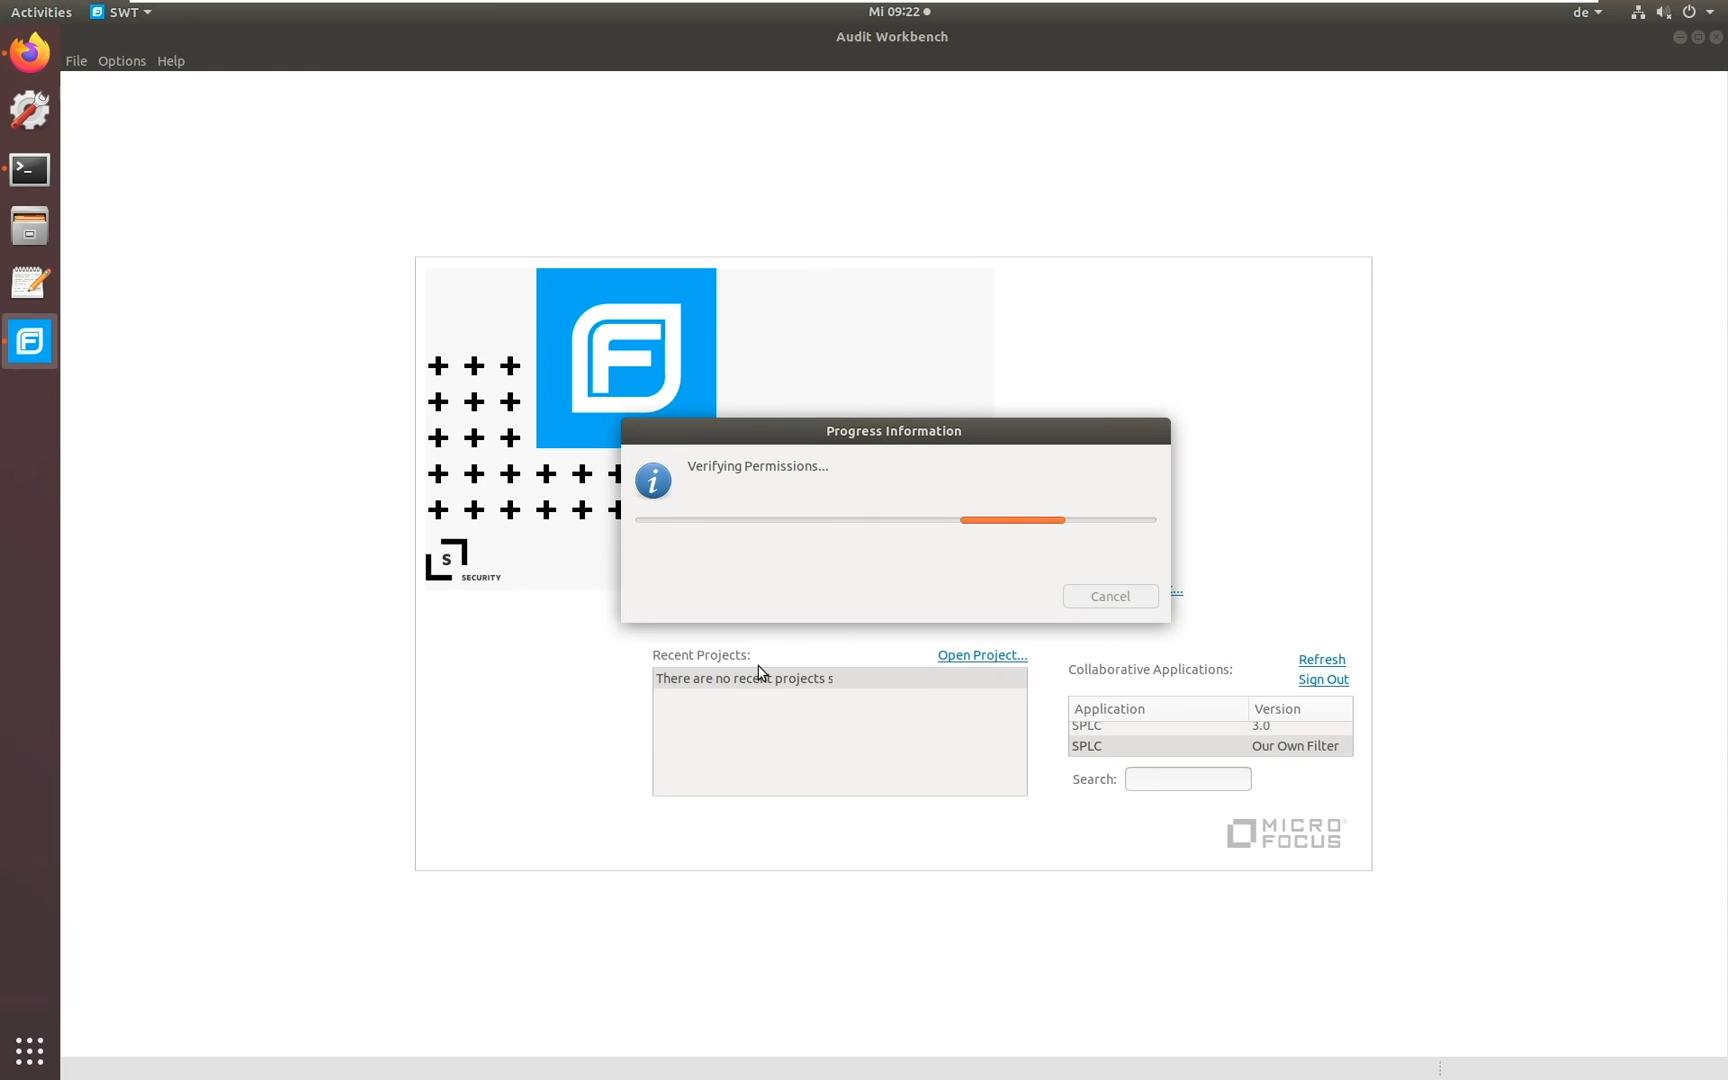 Activities SWT Mi 09:22 de
Audit Workbench
File Options Help
Progress Information
Verifying Permissions...
S
SECURITY
Cancel
...
Recent Projects: Open Project...
There are no recent projects s
Collaborative Applications: Refresh
Sign Out
Application Version
SPLC 3.0
SPLC Our Own Filter
Search:
MICRO
FOCUS